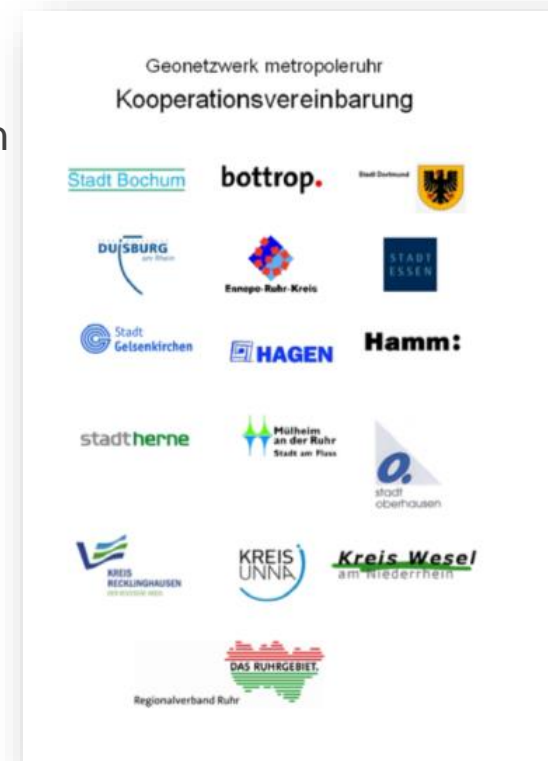 Geonetzwerk metropoleruhr
Kooperationsvereinbarung
n
Stadt Bochum
bottrop.
Stadt Dortmund
DUISBURG
am Rhein
Ennepe-Ruhr-Kreis
STADT
ESSEN
Stadt
Gelsenkirchen
HAGEN
Hamm:
stadtherne
Mülheim
an der Ruhr
Stadt am Fluss
O.
stadt
oberhausen
KREIS
RECKLINGHAUSEN
KREIS
UNNA
Kreis Wesel
am Niederrhein
DAS RUHRGEBIET.
Regionalverband Ruhr